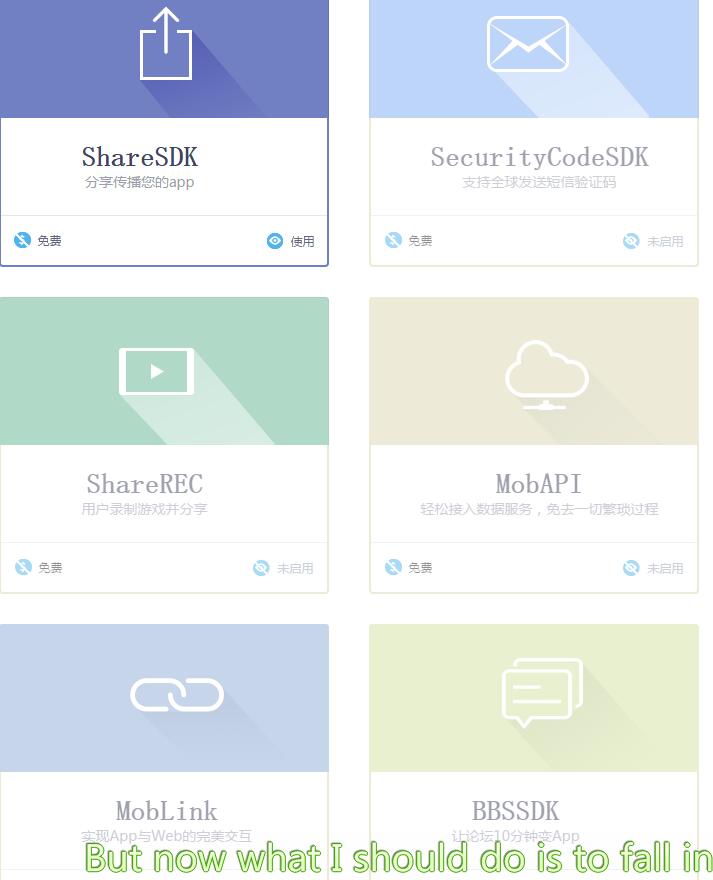 ShareSDK
分享传播您的app
免费
使用
SecurityCodeSDK
支持全球发送短信验证码
免费
未启用
ShareREC
用户录制游戏并分享
免费
未启用
MobAPI
轻松接入数据服务，免去一切繁琐过程
免费
未启用
MobLink
实现App与Web的完美交互
BBSSDK
让论坛10分钟变App
But now what I should do is to fall in